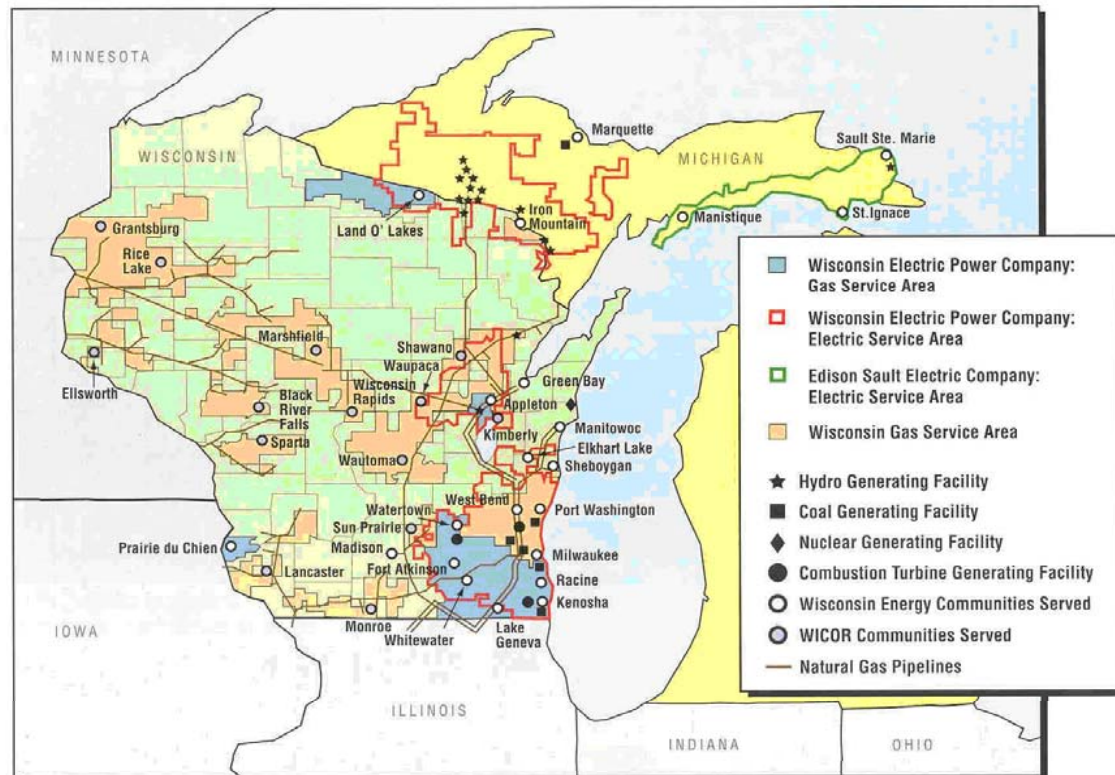 MINNESOTA
WISCONSIN
MICHIGAN
Marquette
Sault Ste. Marie
Manistique
St.Ignace
Iron
Mountain
Land O' Lakes
Grantsburg
Rice
Lake
Marshfield
Shawano
Waupaca
Ellsworth
Black
River
Falls
Wisconsin
Rapids
Green Bay
Appleton
Kimberly
Manitowoc
Elkhart Lake
Sheboygan
Sparta
Wautoma
West Bend
Port Washington
Watertown
Sun Prairie
Prairie du Chien
Madison
Fort Atkinson
Milwaukee
Lancaster
Racine
Kenosha
Monroe
Whitewater
Lake
Geneva
IOWA
ILLINOIS
INDIANA
OHIO
Wisconsin Electric Power Company:
Gas Service Area
Wisconsin Electric Power Company:
Electric Service Area
Edison Sault Electric Company:
Electric Service Area
Wisconsin Gas Service Area
Hydro Generating Facility
Coal Generating Facility
Nuclear Generating Facility
Combustion Turbine Generating Facility
Wisconsin Energy Communities Served
WICOR Communities Served
Natural Gas Pipelines